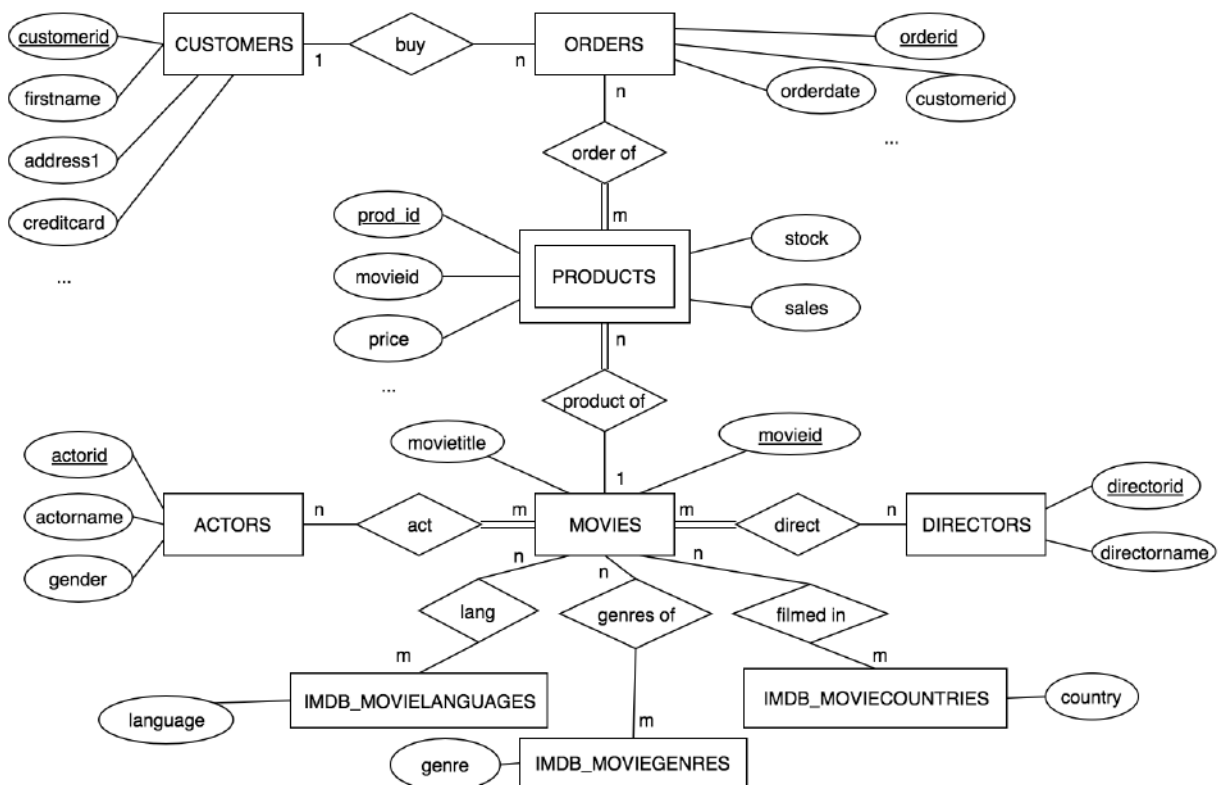 customerid
CUSTOMERS
1
buy
n
ORDERS
orderid
firstname
orderdate
customerid
...
address1
n
order of
creditcard
...
m
prod_id
PRODUCTS
stock
movieid
sales
price
...
n
product of
movietitle
movieid
1
actorid
actorname
gender
ACTORS
n
act
m
MOVIES
m
direct
n
DIRECTORS
directorid
directorname
n
n
n
lang
genres of
filmed in
m
m
m
language
IMDB_MOVIELANGUAGES
IMDB_MOVIECOUNTRIES
country
genre
IMDB_MOVIEGENRES